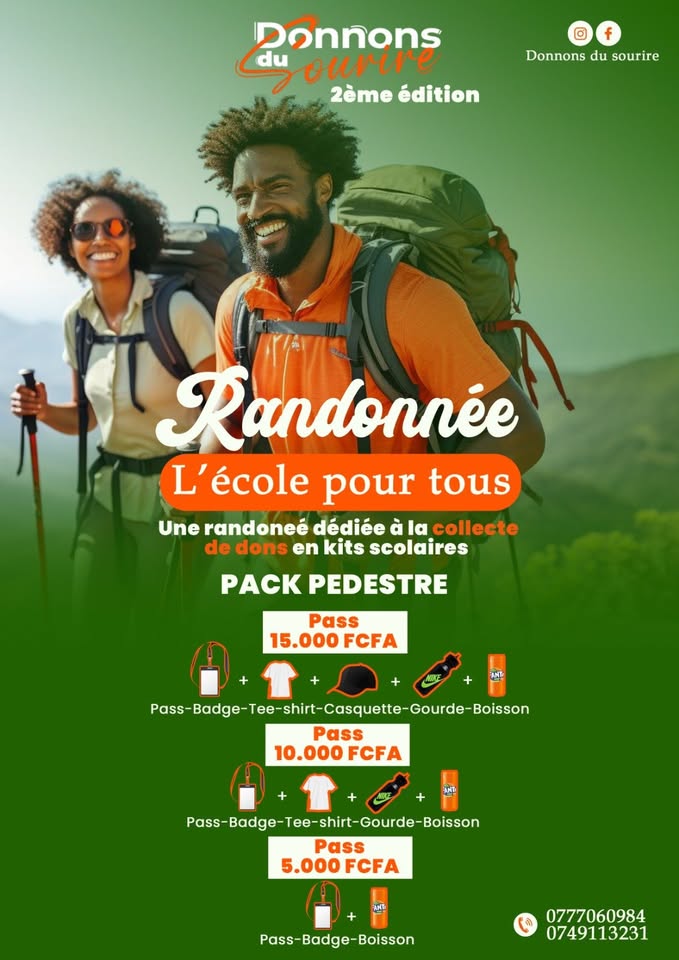 Donnons
du Sourire
2ème édition
Donnons du sourire
Randonnée
L'école pour tous
Une randoneé dédiée à la collecte
de dons en kits scolaires
PACK PEDESTRE
Pass
15.000 FCFA
+ + + +
NIKE
Pass-Badge-Tee-shirt-Casquette-Gourde-Boisson
Pass
10.000 FCFA
+ + +
NIKE
Pass-Badge-Tee-shirt-Gourde-Boisson
Pass
5.000 FCFA
+
Pass-Badge-Boisson
0777060984
0749113231